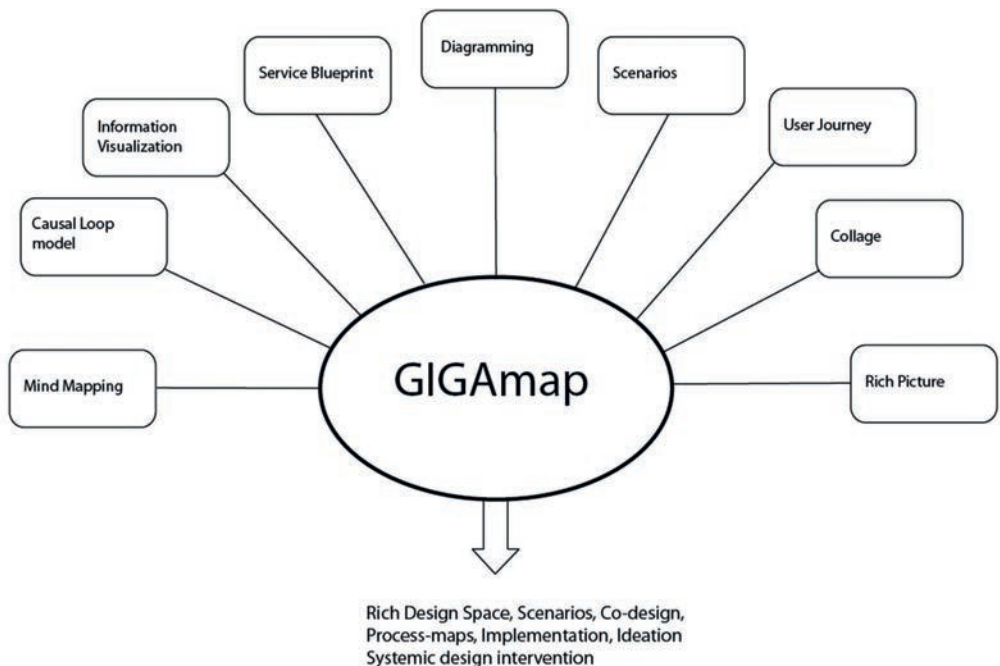 Diagramming
Service Blueprint
Scenarios
Information
Visualization
User Journey
Causal Loop
model
Collage
GIGAmap
Mind Mapping
Rich Picture
Rich Design Space, Scenarios, Co-design,
Process-maps, Implementation, Ideation
Systemic design intervention